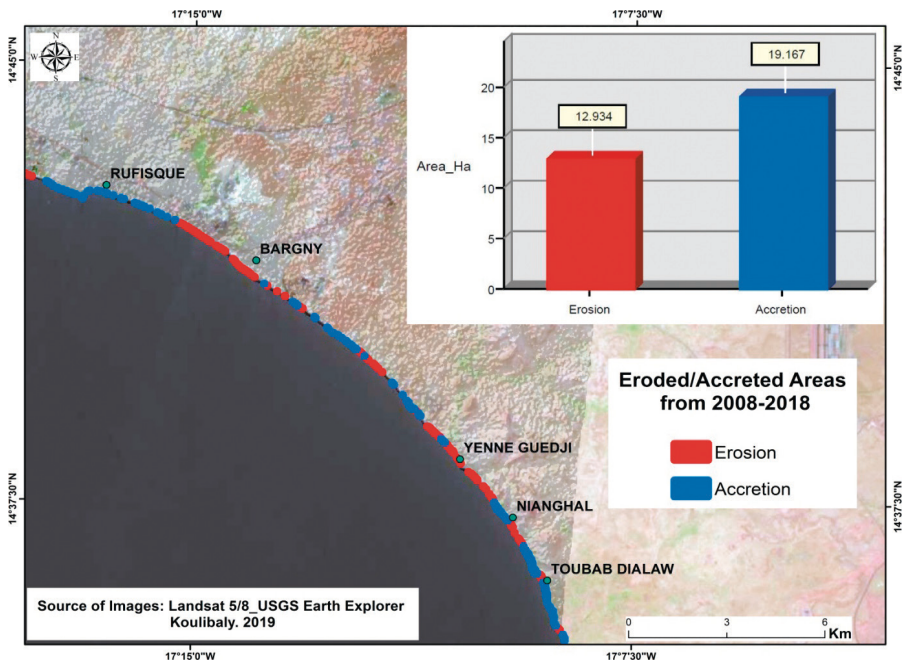 17°15'0"W
17°7'30"W
14°45'0"N
14°45'0"N
N
W
E
S
RUFISQUE
BARGNY
YENNE GUEDJI
NIANGHAL
TOUBAB DIALAW
Area_Ha
20
15
10
5
0
12.934
19.167
Erosion
Accretion
Eroded/Accreted Areas
from 2008-2018
Erosion
Accretion
14°37'30"N
14°37'30"N
Source of Images: Landsat 5/8_USGS Earth Explorer
Koulibaly. 2019
0
3
6
Km
17°15'0"W
17°7'30"W